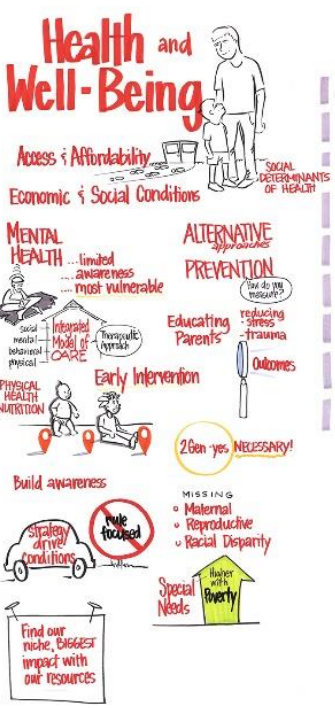 Health and
Well-Being
Access & Affordability
SOCIAL
DETERMINANTS
OF HEALTH
Economic & Social Conditions
MENTAL
HEALTH ...limited
...awareness
...most vulnerable
ALTERNATIVE
approaches
PREVENTION
How do you
measure?
social
mental
behavioral
physical
Integrated
Model of
CARE
Therapeutic
Approach
Educating
Parents
reducing
- stress
- trauma
Outcomes
PHYSICAL
HEALTH
NUTRITION
Early Intervention
2Gen-yes NECESSARY!
Build awareness
strategy
drive
Conditions
rule
focused
MISSING
Maternal
Reproductive
Racial Disparity
Special
Needs
Higher
with
Poverty
Find our
niche, BIGGEST
impact with
our resources